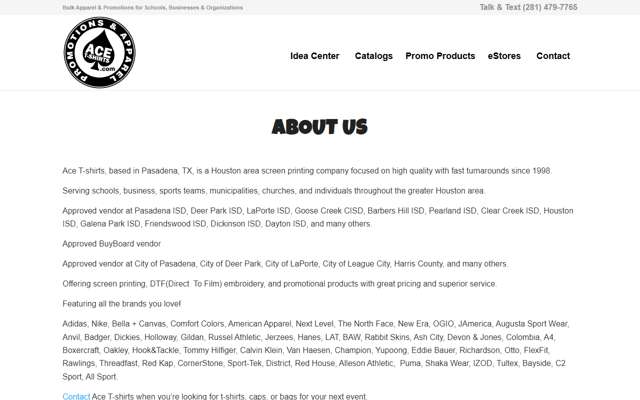 Bulk Apparel & Promotions for Schools, Businesses & Organizations
Talk & Text (281) 479-7765
PROMOTIONS & APPAREL
ACE
T-SHIRTS
.com
Idea Center
Catalogs
Promo Products
eStores
Contact
ABOUT US
Ace T-shirts, based in Pasadena, TX, is a Houston area screen printing company focused on high quality with fast turnarounds since 1998.
Serving schools, business, sports teams, municipalities, churches, and individuals throughout the greater Houston area.
Approved vendor at Pasadena ISD, Deer Park ISD, LaPorte ISD, Goose Creek CISD, Barbers Hill ISD, Pearland ISD, Clear Creek ISD, Houston
ISD, Galena Park ISD, Friendswood ISD, Dickinson ISD, Dayton ISD, and many others.
Approved BuyBoard vendor
Approved vendor at City of Pasadena, City of Deer Park, City of LaPorte, City of League City, Harris County, and many others.
Offering screen printing, DTF(Direct To Film) embroidery, and promotional products with great pricing and superior service.
Featuring all the brands you love!
Adidas, Nike, Bella + Canvas, Comfort Colors, American Apparel, Next Level, The North Face, New Era, OGIO, JAmerica, Augusta Sport Wear,
Anvil, Badger, Dickies, Holloway, Gildan, Russel Athletic, Jerzees, Hanes, LAT, BAW, Rabbit Skins, Ash City, Devon & Jones, Colombia, A4,
Boxercraft, Oakley, Hook&Tackle, Tommy Hilfiger, Calvin Klein, Van Haesen, Champion, Yupoong, Eddie Bauer, Richardson, Otto, FlexFit,
Rawlings, Threadfast, Red Kap, CornerStone, Sport-Tek, District, Red House, Alleson Athletic, Puma, Shaka Wear, IZOD, Tultex, Bayside, C2
Sport, All Sport.
Contact Ace T-shirts when you're looking for t-shirts, caps, or bags for your next event.